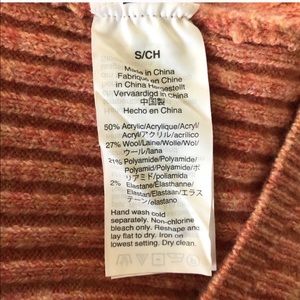 S/CH
Made in China
Fabriqué en Chine
in China Hergestellt
Vervaardigd in China
中国製
Hecho en China
50% Acrylic/Acrylique/Acryl/
Acryl/アクリル/acrílico
27% Wool/Laine/Wolle/Wol/
ウール/lana
21% Polyamide/Polyamide/
Polyamid/Polyamide/ポ
リアミド/poliamida
2% Elastane/Élasthanne/
Elastan/Elastaan/エラス
テーン/elastano
Hand wash cold
separately. Non-chlorine
bleach only. Reshape and
lay flat to dry. Iron on
lowest setting. Dry clean.